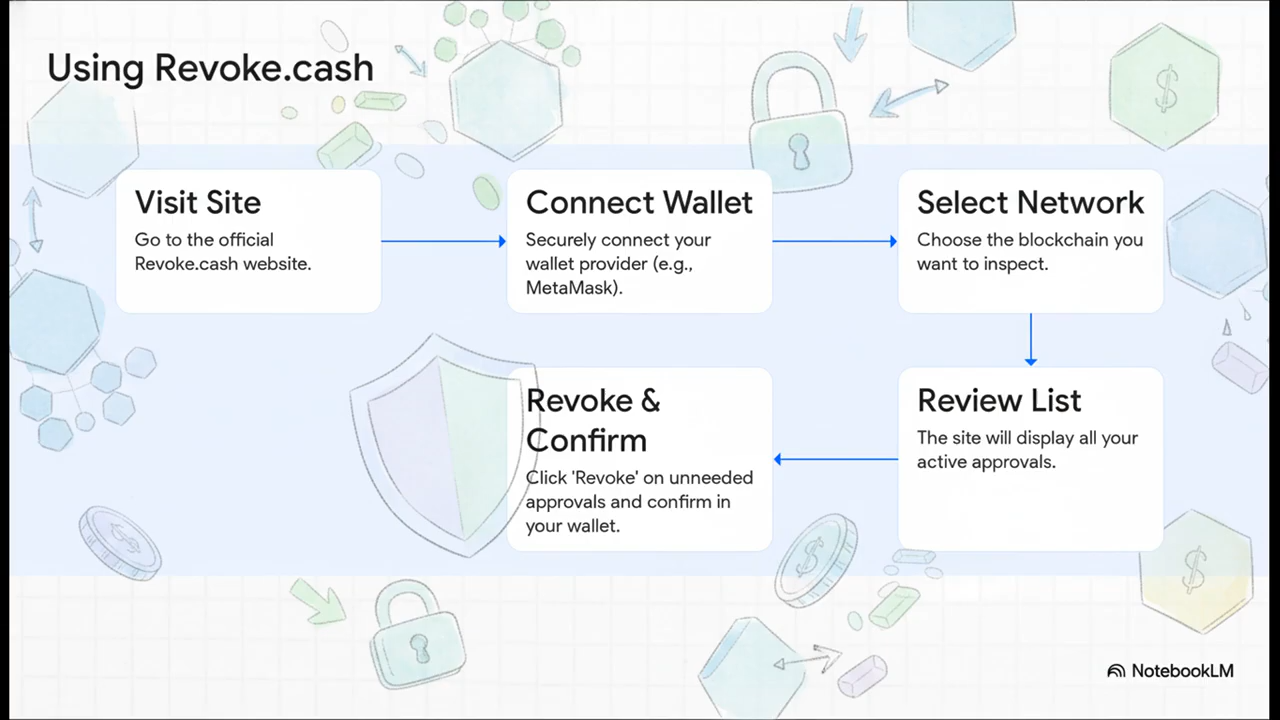 Using Revoke.cash
Visit Site
Go to the official
Revoke.cash website.
Connect Wallet
Securely connect your
wallet provider (e.g.,
MetaMask).
Select Network
Choose the blockchain you
want to inspect.
Review List
The site will display all your
active approvals.
Revoke &
Confirm
Click 'Revoke' on unneeded
approvals and confirm in
your wallet.
$
$
$
$
NotebookLM